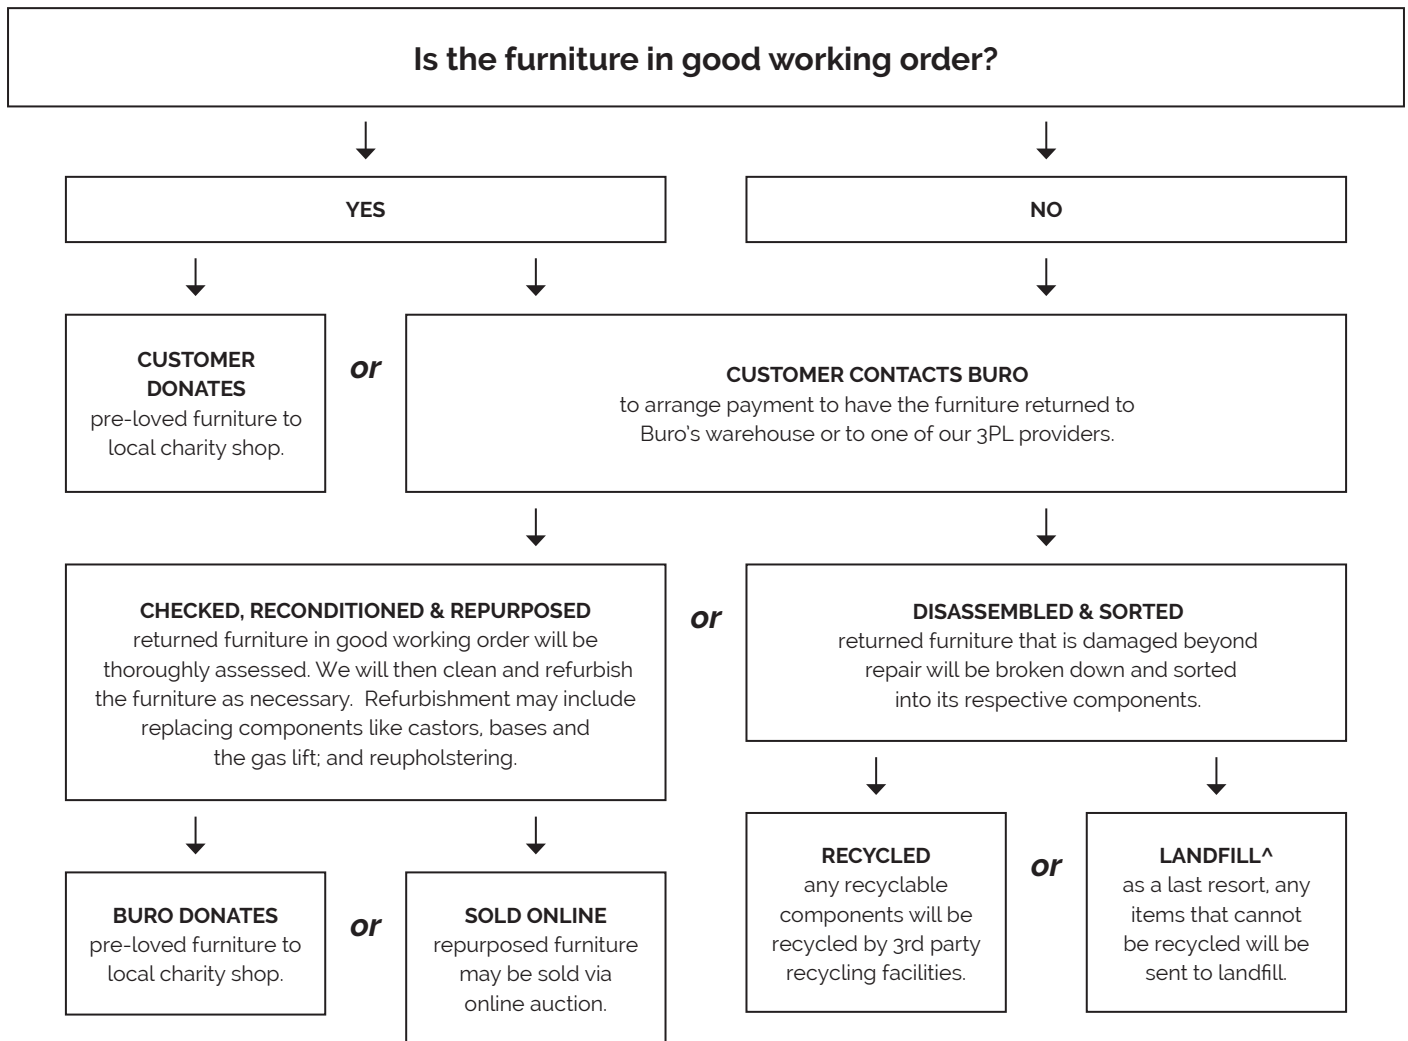 Is the furniture in good working order?
YES
NO
CUSTOMER
DONATES
pre-loved furniture to
local charity shop.
or
CUSTOMER CONTACTS BURO
to arrange payment to have the furniture returned to
Buro’s warehouse or to one of our 3PL providers.
CHECKED, RECONDITIONED & REPURPOSED
returned furniture in good working order will be
thoroughly assessed. We will then clean and refurbish
the furniture as necessary.  Refurbishment may include
replacing components like castors, bases and
the gas lift; and reupholstering.
or
DISASSEMBLED & SORTED
returned furniture that is damaged beyond
repair will be broken down and sorted
into its respective components.
BURO DONATES
pre-loved furniture to
local charity shop.
or
SOLD ONLINE
repurposed furniture
may be sold via
online auction.
RECYCLED
any recyclable
components will be
recycled by 3rd party
recycling facilities.
or
LANDFILL^
as a last resort, any
items that cannot
be recycled will be
sent to landfill.